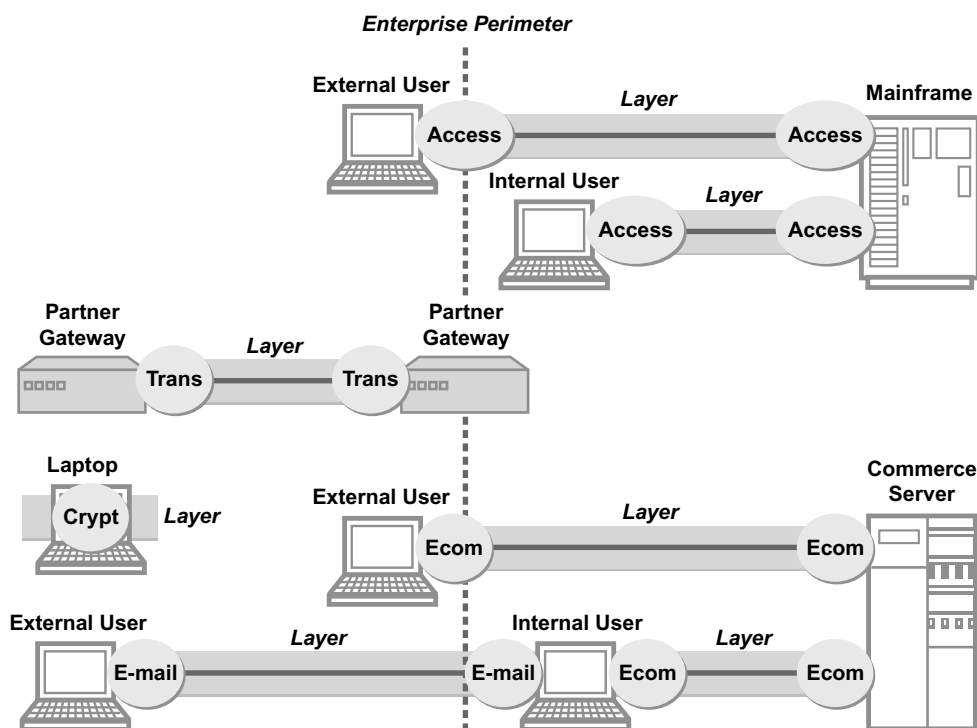 Enterprise Perimeter
External User
Layer
Mainframe
Access
Access
Internal User
Layer
Access
Access
Partner
Gateway
Layer
Partner
Gateway
Trans
Trans
Laptop
Crypt
Layer
External User
Layer
Commerce
Server
Ecom
Ecom
External User
Layer
Internal User
Layer
E-mail
E-mail
Ecom
Ecom